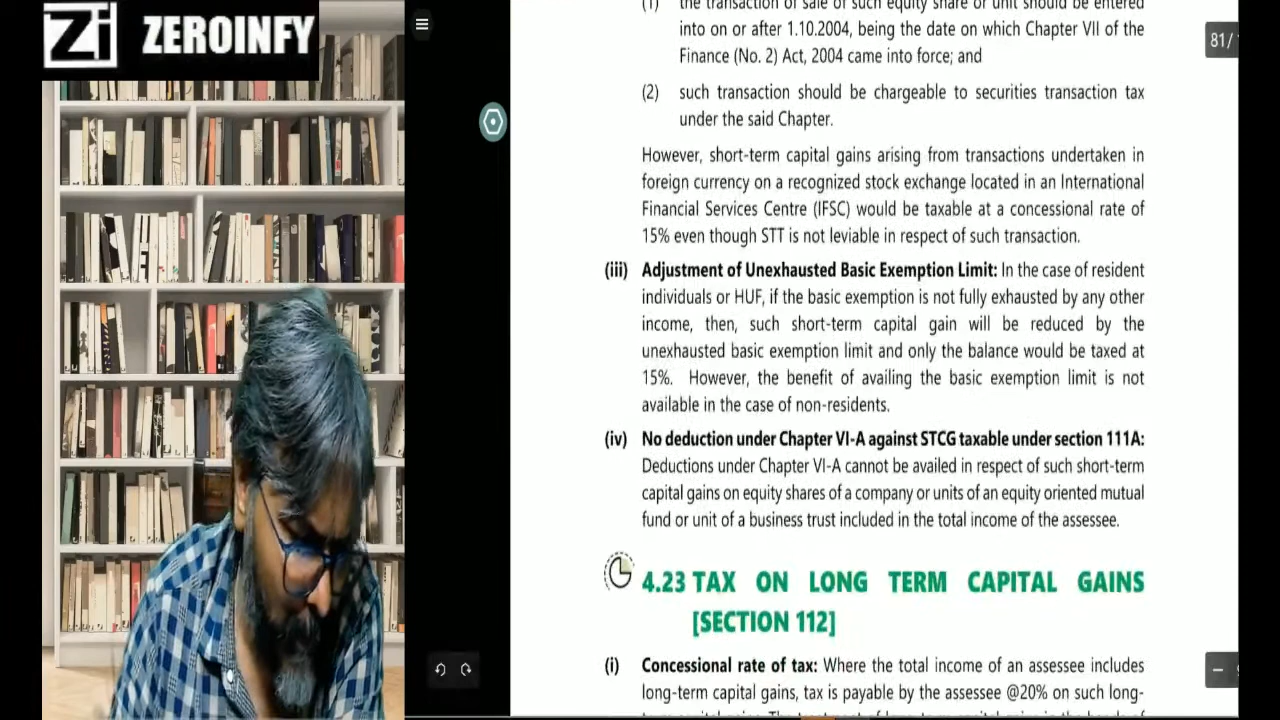 Zi ZEROINFY
81/
(1) the transaction of sale of such equity share or unit should be entered
into on or after 1.10.2004, being the date on which Chapter VII of the
Finance (No. 2) Act, 2004 came into force; and
(2) such transaction should be chargeable to securities transaction tax
under the said Chapter.
However, short-term capital gains arising from transactions undertaken in
foreign currency on a recognized stock exchange located in an International
Financial Services Centre (IFSC) would be taxable at a concessional rate of
15% even though STT is not leviable in respect of such transaction.
(iii) Adjustment of Unexhausted Basic Exemption Limit: In the case of resident
individuals or HUF, if the basic exemption is not fully exhausted by any other
income, then, such short-term capital gain will be reduced by the
unexhausted basic exemption limit and only the balance would be taxed at
15%. However, the benefit of availing the basic exemption limit is not
available in the case of non-residents.
(iv) No deduction under Chapter VI-A against STCG taxable under section 111A:
Deductions under Chapter VI-A cannot be availed in respect of such short-term
capital gains on equity shares of a company or units of an equity oriented mutual
fund or unit of a business trust included in the total income of the assessee.
4.23 TAX ON LONG TERM CAPITAL GAINS
[SECTION 112]
(i) Concessional rate of tax: Where the total income of an assessee includes
long-term capital gains, tax is payable by the assessee @20% on such long-